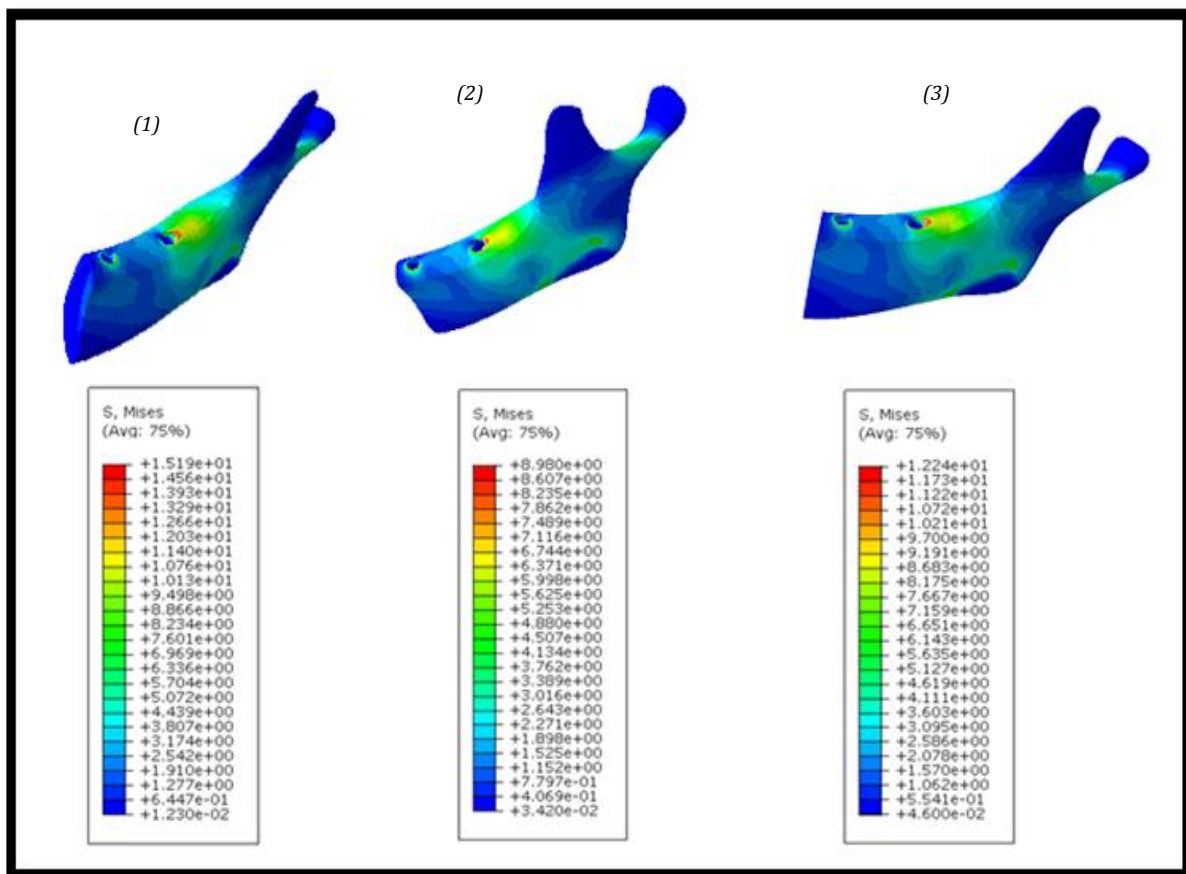 (1)
(2)
(3)
S, Mises
(Avg: 75%)
+1.519e+01
+1.456e+01
+1.393e+01
+1.329e+01
+1.266e+01
+1.203e+01
+1.140e+01
+1.076e+01
+1.013e+01
+9.498e+00
+8.866e+00
+8.234e+00
+7.601e+00
+6.969e+00
+6.336e+00
+5.704e+00
+5.072e+00
+4.439e+00
+3.807e+00
+3.174e+00
+2.542e+00
+1.910e+00
+1.277e+00
+6.447e-01
+1.230e-02
S, Mises
(Avg: 75%)
+8.980e+00
+8.607e+00
+8.235e+00
+7.862e+00
+7.489e+00
+7.116e+00
+6.744e+00
+6.371e+00
+5.998e+00
+5.625e+00
+5.253e+00
+4.880e+00
+4.507e+00
+4.134e+00
+3.762e+00
+3.389e+00
+3.016e+00
+2.643e+00
+2.271e+00
+1.898e+00
+1.525e+00
+1.152e+00
+7.797e-01
+4.069e-01
+3.420e-02
S, Mises
(Avg: 75%)
+1.224e+01
+1.173e+01
+1.122e+01
+1.072e+01
+1.021e+01
+9.700e+00
+9.191e+00
+8.683e+00
+8.175e+00
+7.667e+00
+7.159e+00
+6.651e+00
+6.143e+00
+5.635e+00
+5.127e+00
+4.619e+00
+4.111e+00
+3.603e+00
+3.095e+00
+2.586e+00
+2.078e+00
+1.570e+00
+1.062e+00
+5.541e-01
+4.600e-02